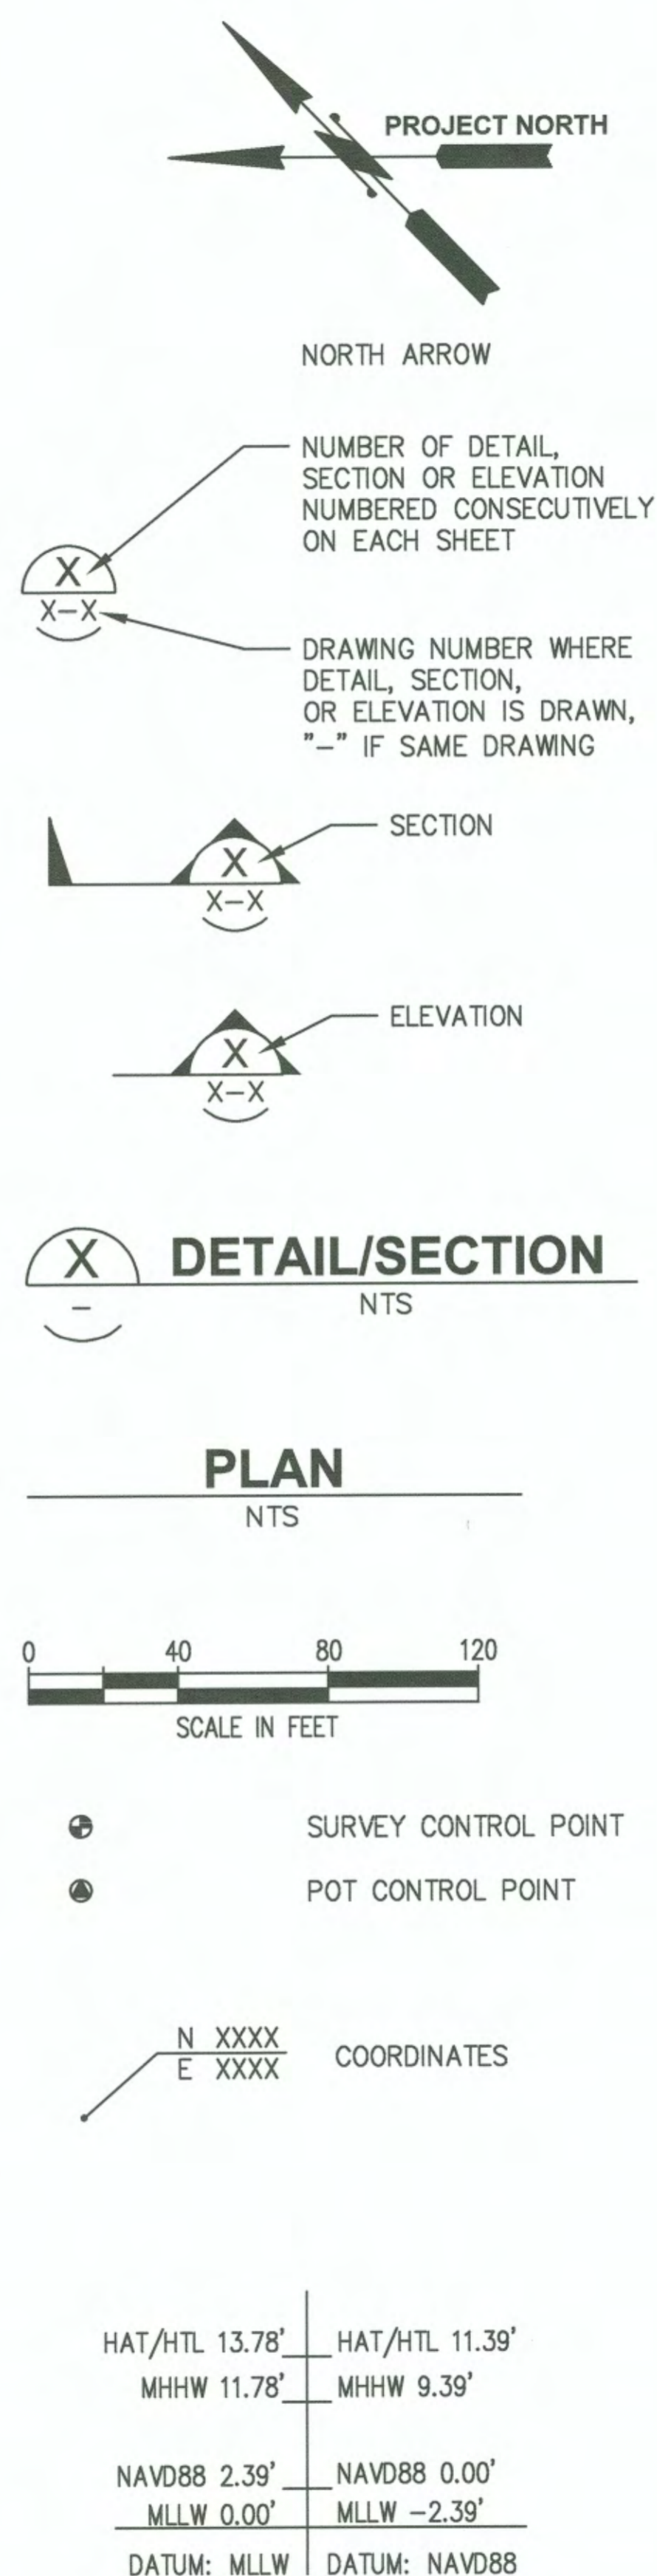 PROJECT NORTH
NORTH ARROW
NUMBER OF DETAIL,
SECTION OR ELEVATION
NUMBERED CONSECUTIVELY
ON EACH SHEET
X
X-X
DRAWING NUMBER WHERE
DETAIL, SECTION,
OR ELEVATION IS DRAWN,
"-" IF SAME DRAWING
SECTION
X
X-X
ELEVATION
X
X-X
X DETAIL/SECTION
- NTS
PLAN
NTS
0 40 80 120
SCALE IN FEET
SURVEY CONTROL POINT
POT CONTROL POINT
N XXXX
E XXXX
COORDINATES
HAT/HTL 13.78' HAT/HTL 11.39'
MHHW 11.78' MHHW 9.39'
NAVD88 2.39' NAVD88 0.00'
MLLW 0.00' MLLW -2.39'
DATUM: MLLW DATUM: NAVD88